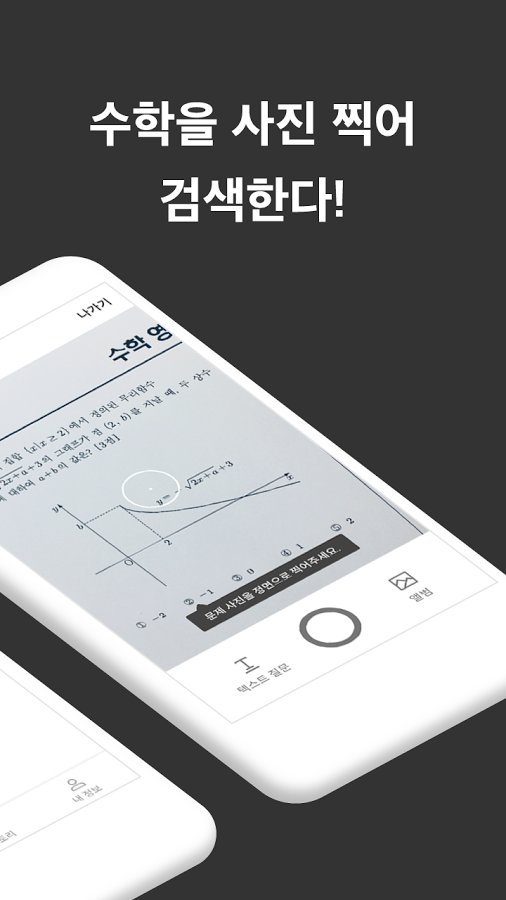 수학을 사진 찍어
검색한다!
나가기
수학 영
집합 {x|x≥2}에서 정의된 무리함수
√2x+a+3의 그래프가 점 (2, b)를 지날 때, 두 상수
대하여 a+b의 값은? [3점]
y
y=-√2x+a+3
x
b
O
2
① -2 ② -1 ③ 0 ④ 1 ⑤ 2
문제 사진을 정면으로 찍어주세요.
텍스트 질문
앨범
내 정보